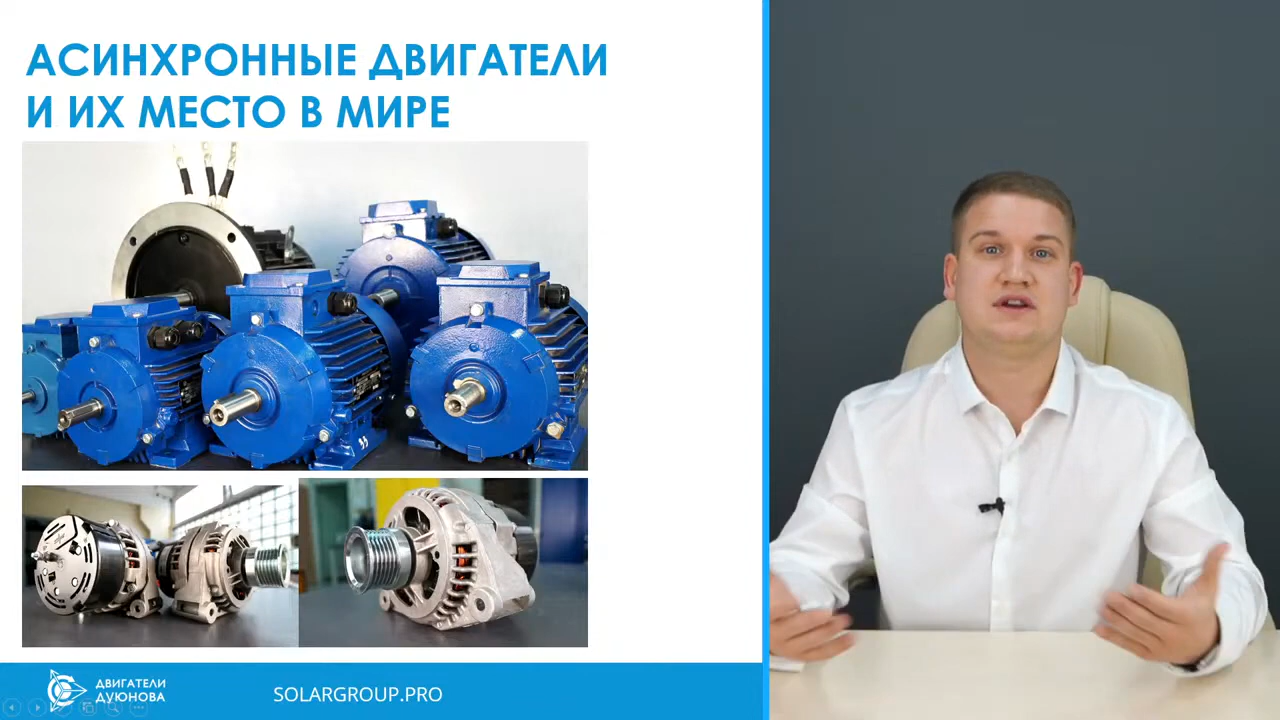 АСИНХРОННЫЕ ДВИГАТЕЛИ
И ИХ МЕСТО В МИРЕ
ДВИГАТЕЛИ
ДУЮНОВА
SOLARGROUP.PRO